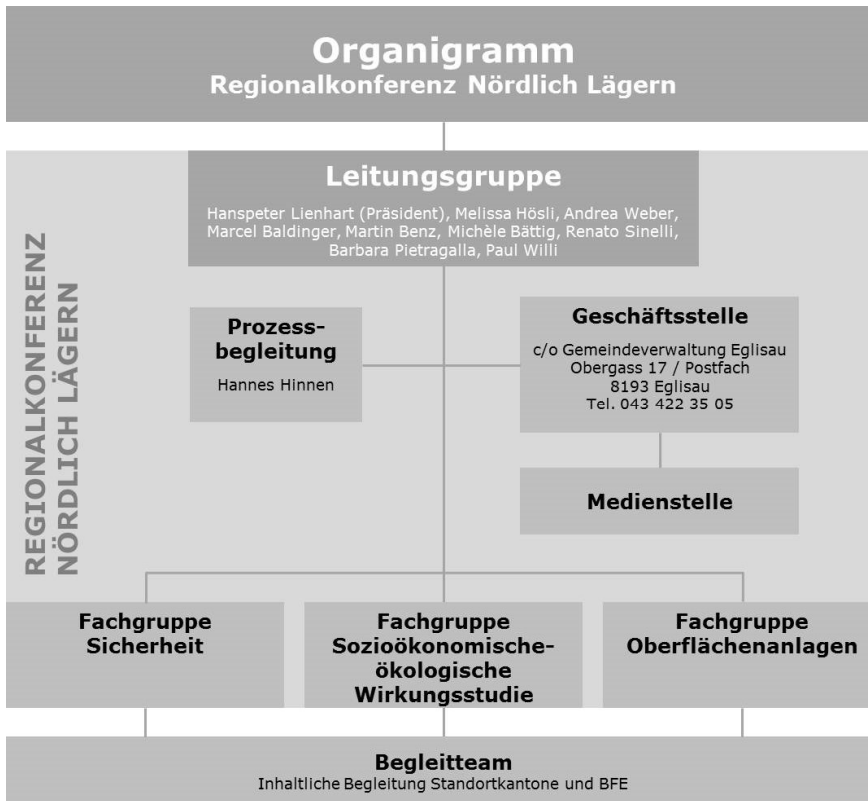 Organigramm
Regionalkonferenz Nördlich Lägern
REGIONALKONFERENZ
NÖRDLICH LÄGERN
Leitungsgruppe
Hanspeter Lienhart (Präsident), Melissa Hösli, Andrea Weber,
Marcel Baldinger, Martin Benz, Michèle Bättig, Renato Sinelli,
Barbara Pietragalla, Paul Willi
Prozess-
begleitung
Hannes Hinnen
Geschäftsstelle
c/o Gemeindeverwaltung Eglisau
Obergass 17 / Postfach
8193 Eglisau
Tel. 043 422 35 05
Medienstelle
Fachgruppe
Sicherheit
Fachgruppe
Sozioökonomische-
ökologische
Wirkungsstudie
Fachgruppe
Oberflächenanlagen
Begleitteam
Inhaltliche Begleitung Standortkantone und BFE